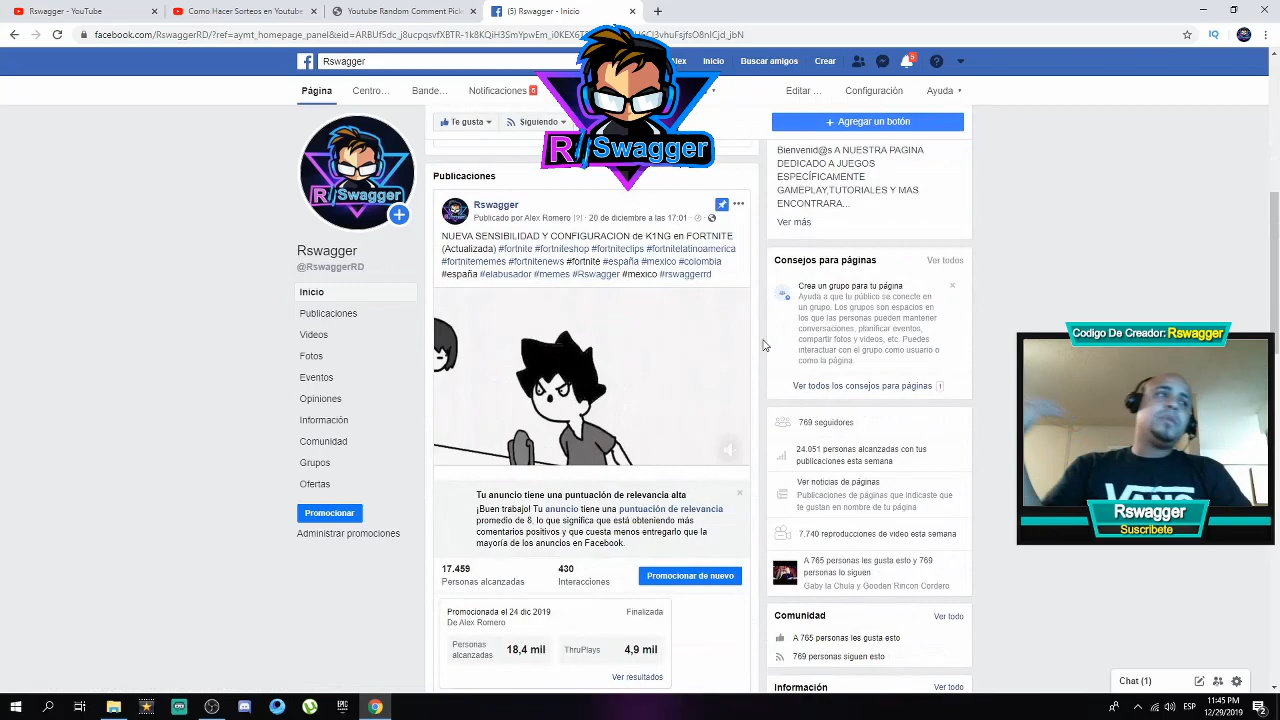 Rswagger - YouTube
Como Hacer Sorteos en Youtube
Youtube Random Comment Pick
(5) Rswagger - Inicio
Rswagger
Inicio
Buscar amigos
Crear
5
Página
Centro...
Bande...
Notificaciones 5
Editar ...
Configuración
Ayuda
Te gusta
Siguiendo
+ Agregar un botón
R/Swagger
R/Swagger
Rswagger
@RswaggerRD
Inicio
Publicaciones
Videos
Fotos
Eventos
Opiniones
Información
Comunidad
Grupos
Ofertas
Promocionar
Administrar promociones
Publicaciones
Rswagger
Publicado por Alex Romero [?] · 20 de diciembre a las 17:01 ·
NUEVA SENSIBILIDAD Y CONFIGURACION de K1NG en FORTNITE
(Actualizada) #fortnite #fortniteshop #fortniteclips #fortnitelatinoamerica
#fortnitememés #fortnitenews #fortnite #españa #mexico #colombia
#españa #elabusador #memes #Rswagger #mexico #rswaggerrd
Tu anuncio tiene una puntuación de relevancia alta
¡Buen trabajo! Tu anuncio tiene una puntuación de relevancia
promedio de 8, lo que significa que está obteniendo más
comentarios positivos y que cuesta menos entregarlo que la
mayoría de los anuncios en Facebook.
17.459
Personas alcanzadas
430
Interacciones
Promocionar de nuevo
Promocionada el 24 dic 2019
De Alex Romero
Finalizada
Personas
alcanzadas
18,4 mil
ThruPlays
4,9 mil
Ver resultados
Bienvenid@s A NUESTRA PAGINA
DEDICADO A JUEGOS
ESPECÍFICAMENTE
GAMEPLAY,TUTORIALES Y MAS
ENCONTRARA...
Ver más
Consejos para páginas
Ver todos
Crea un grupo para tu página
Ayuda a que tu público se conecte en
un grupo. Los grupos son espacios en
los que las personas pueden mantener
conversaciones, planificar eventos,
compartir fotos y videos, etc. Puedes
interactuar con el grupo como usuario o
como la página.
Ver todos los consejos para páginas 1
769 seguidores
24.051 personas alcanzadas con tus
publicaciones esta semana
Ver noticias de páginas
Publicaciones de páginas que indicaste que
te gustan en nombre de tu página
7.740 reproducciones de video esta semana
A 765 personas les gusta esto y 769
personas lo siguen
Gaby la Chula y Gooden Rincon Cordero
Comunidad
Ver todo
A 765 personas les gusta esto
769 personas siguen esto
Información
Ver todo
Codigo De Creador: Rswagger
VANS
Rswagger
Suscribete
Chat (1)
ESP
11:45 PM
12/29/2019
2